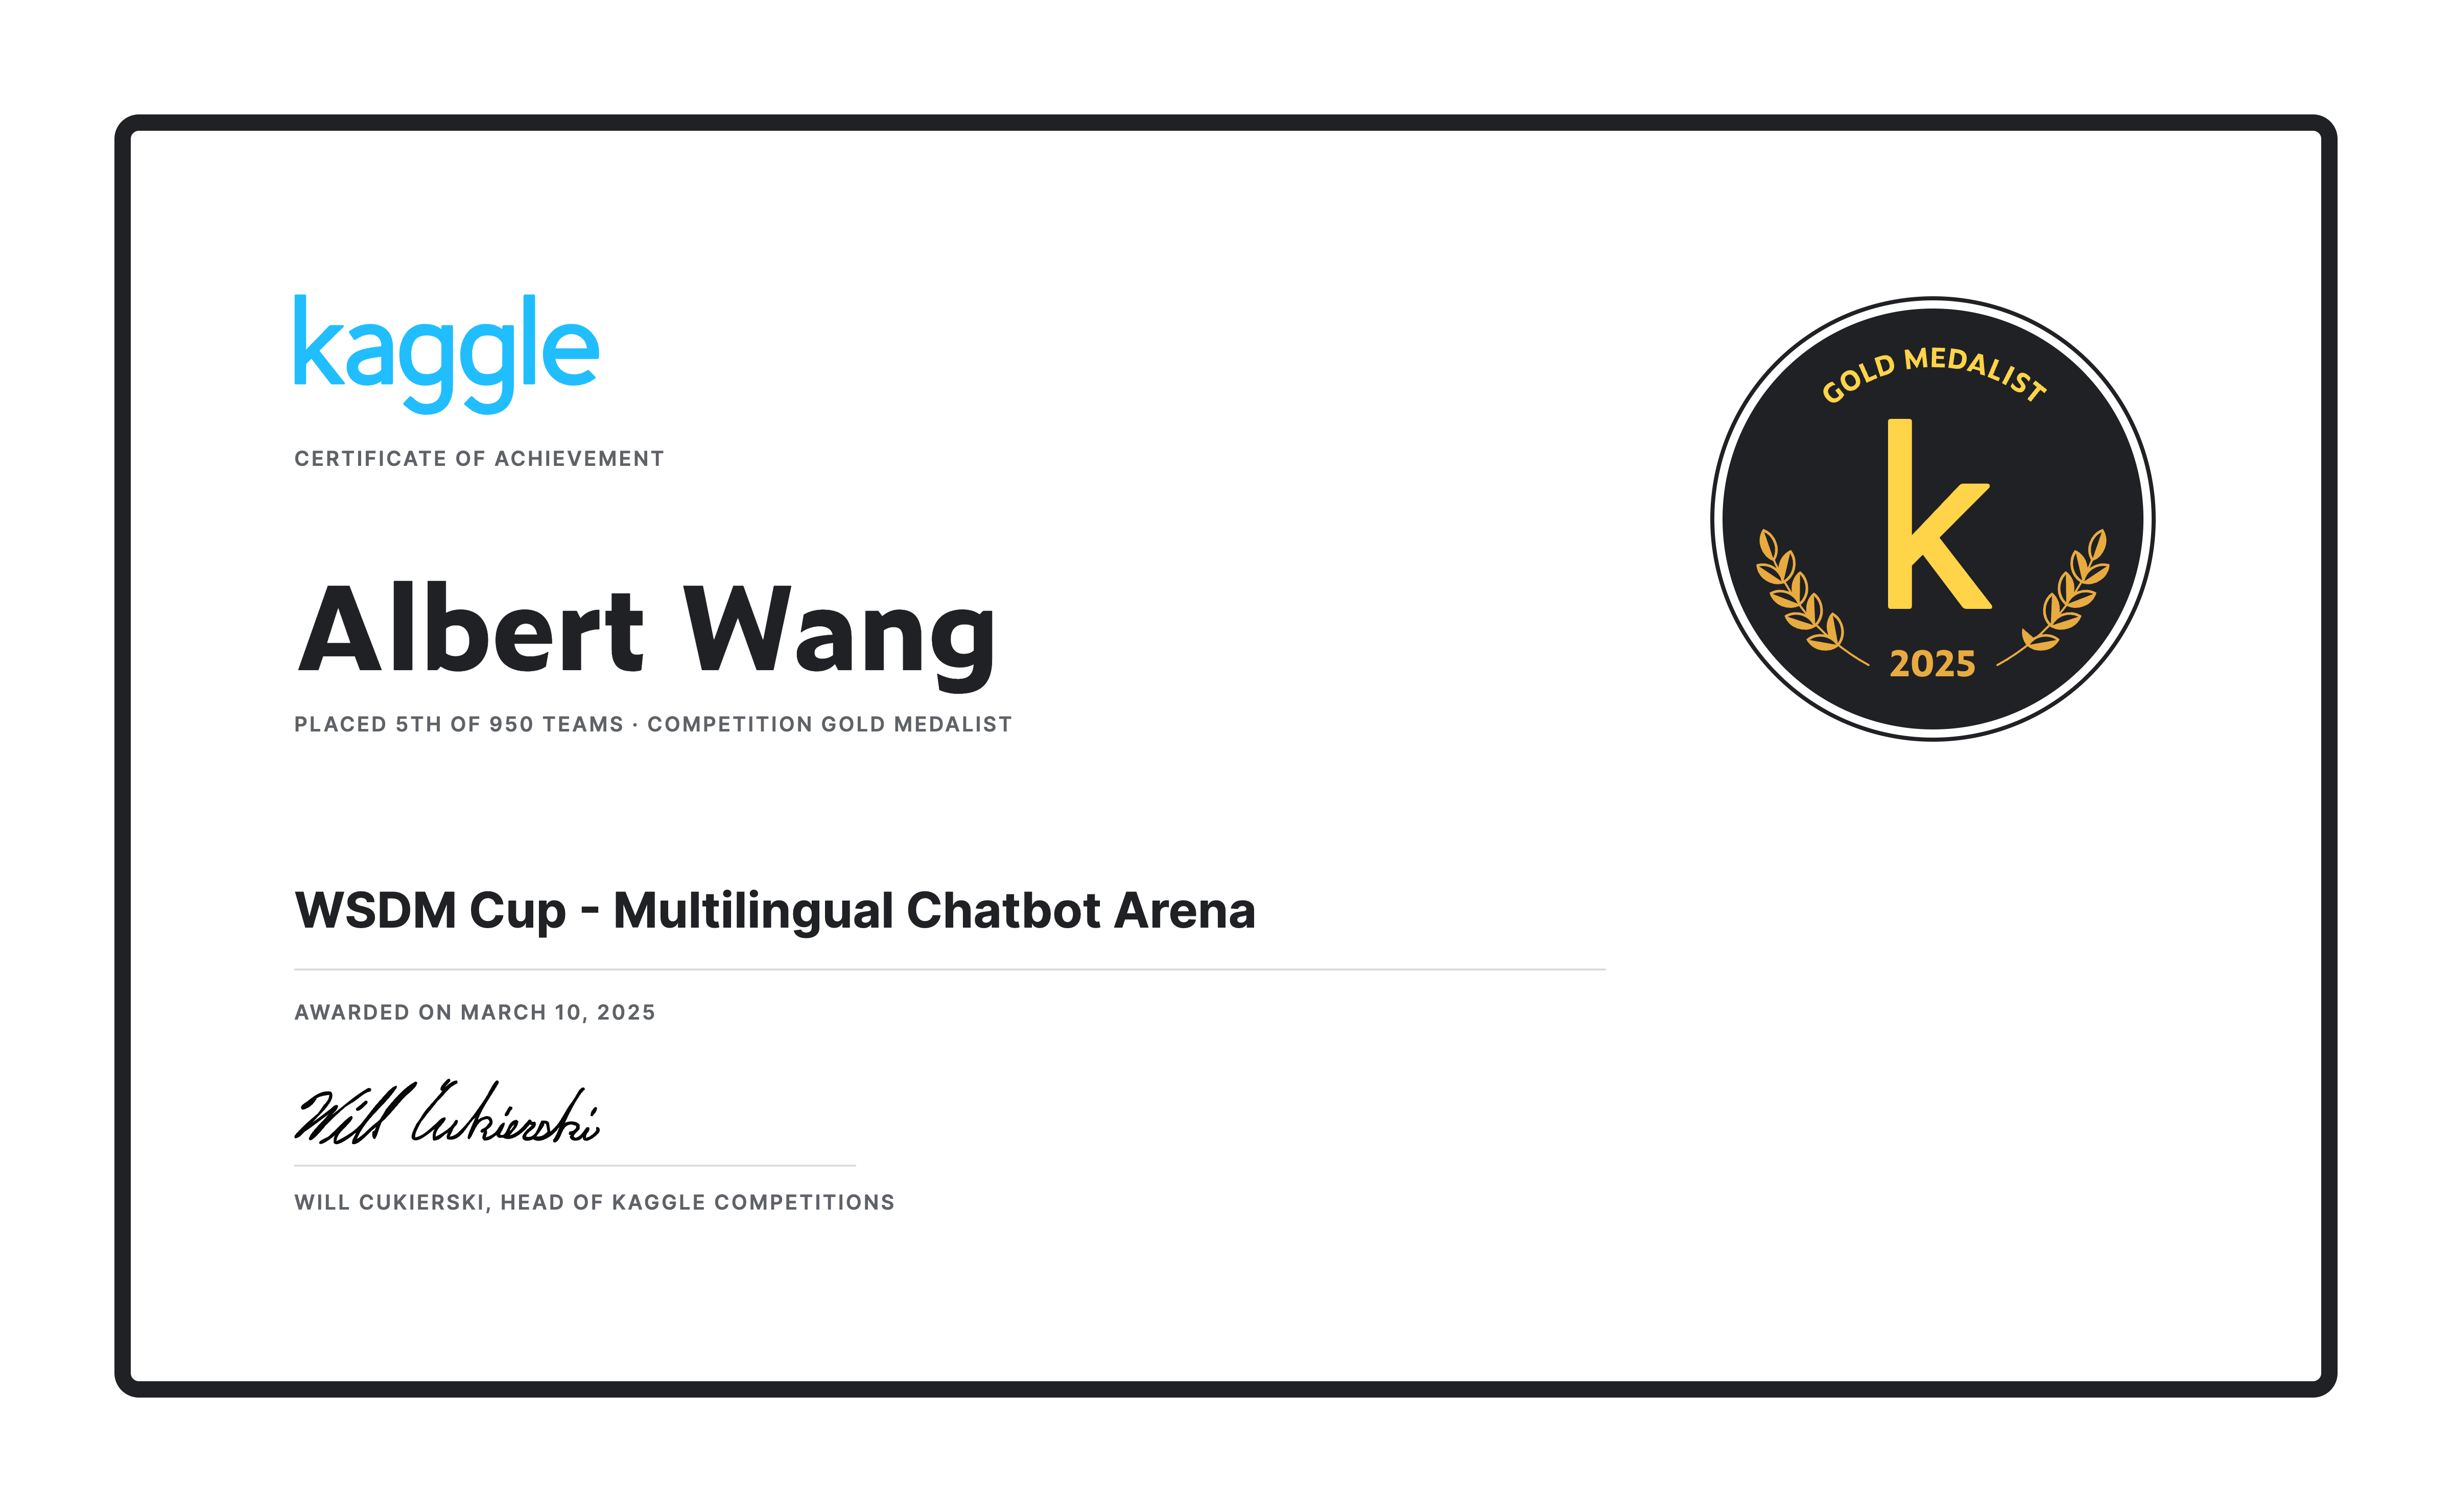 kaggle
CERTIFICATE OF ACHIEVEMENT
Albert Wang
PLACED 5TH OF 950 TEAMS · COMPETITION GOLD MEDALIST
GOLD MEDALIST
k
2025
WSDM Cup - Multilingual Chatbot Arena
AWARDED ON MARCH 10, 2025
Will Cukierski
WILL CUKIERSKI, HEAD OF KAGGLE COMPETITIONS